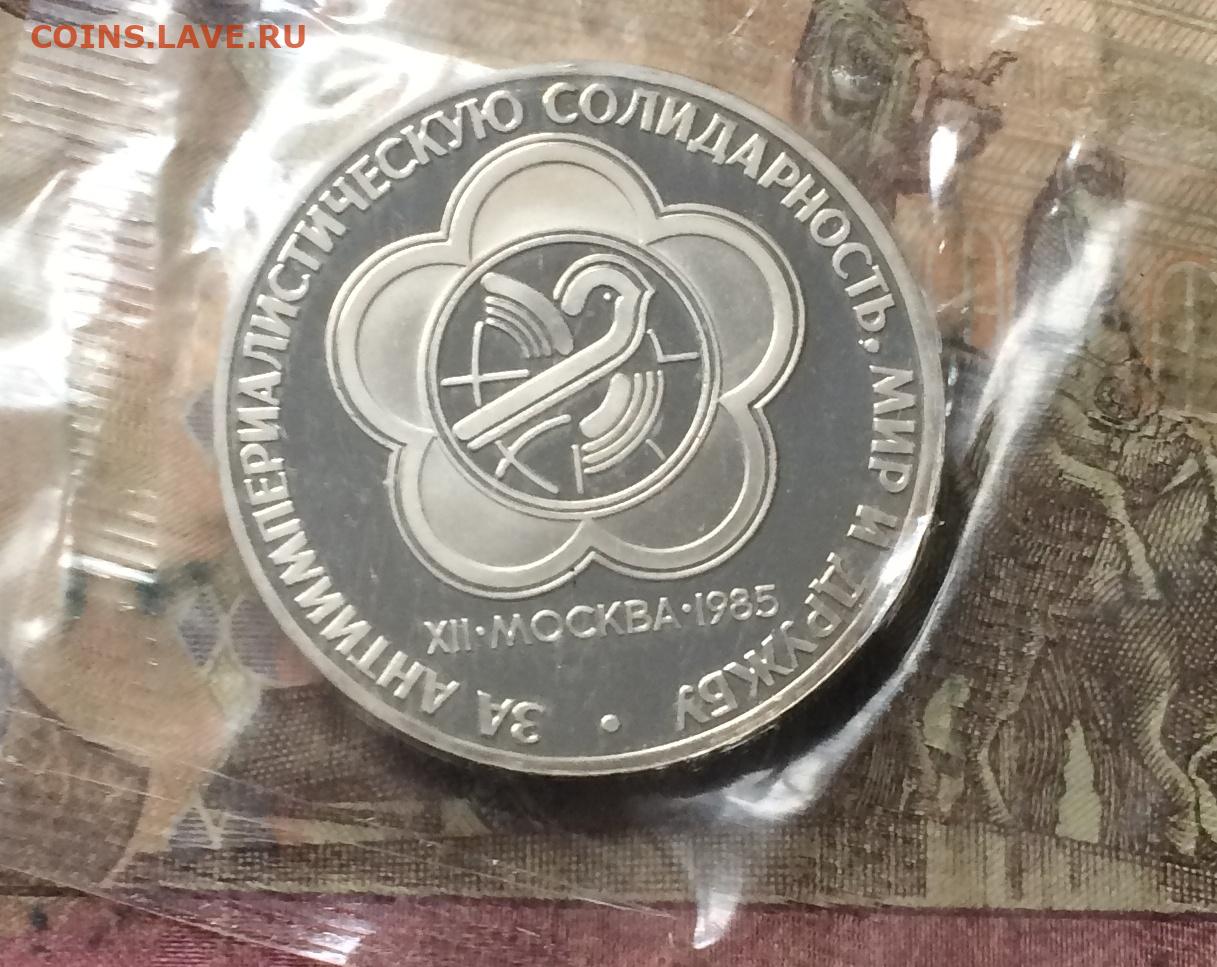 COINS.LAVE.RU
ЗА АНТИИМПЕРИАЛИСТИЧЕСКУЮ СОЛИДАРНОСТЬ, МИР И ДРУЖБУ •
XII•МОСКВА•1985